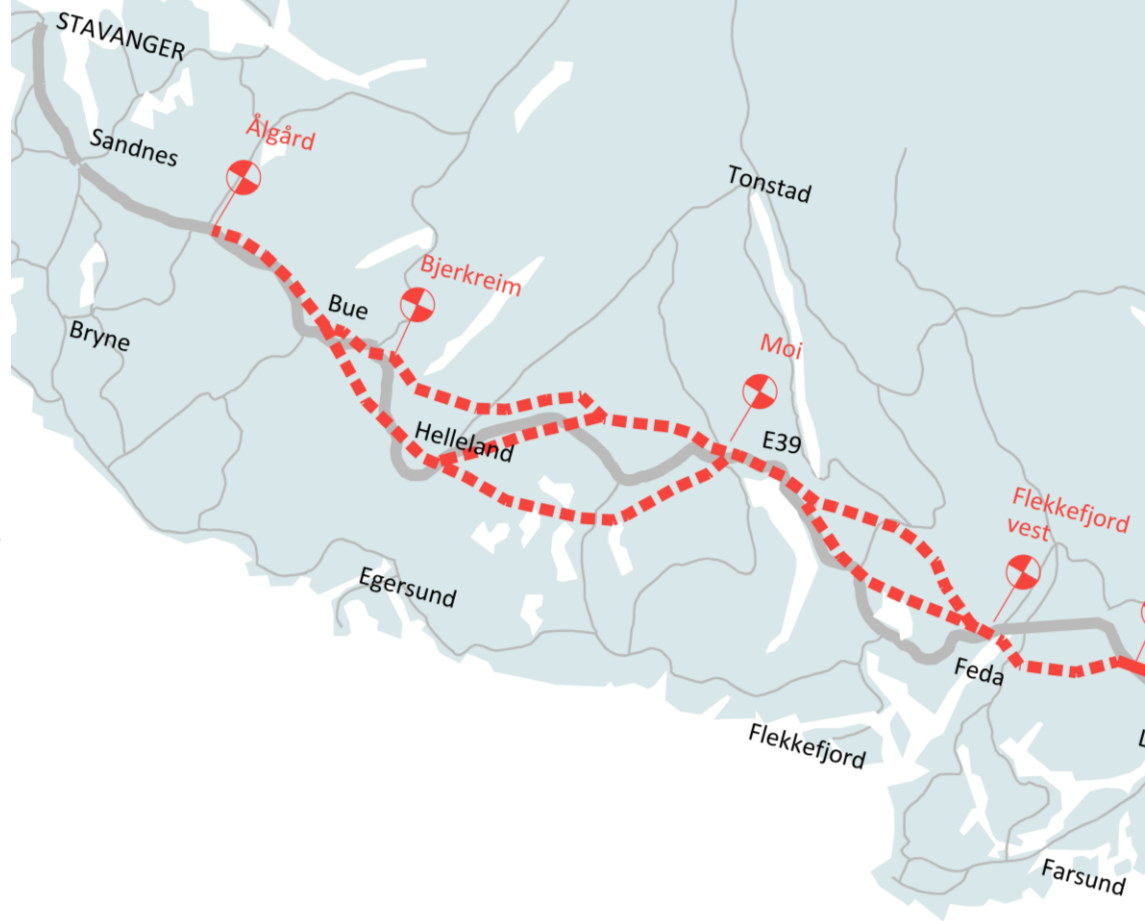 STAVANGER
Sandnes
Ålgård
Tonstad
Bjerkreim
Bue
Bryne
Moi
Helleland
E39
Flekkefjord
vest
Egersund
Feda
Flekkefjord
L
Farsund